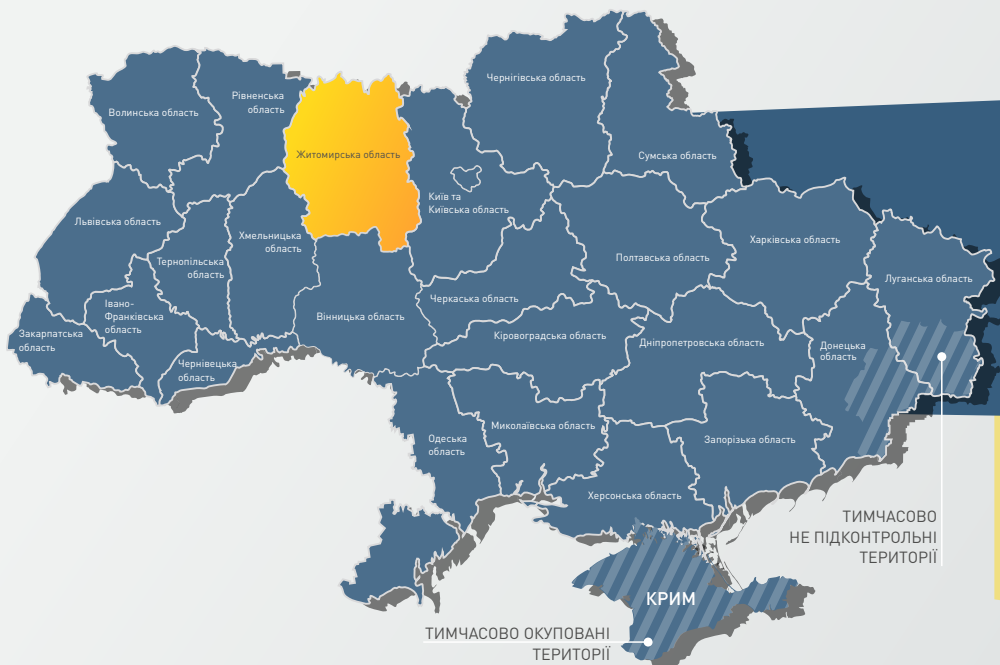 Чернігівська область
Рівненська
область
Волинська область
Житомирська область
Сумська область
Київ та
Київська область
Львівська область
Хмельницька
область
Харківська область
Тернопільська
область
Полтавська область
Луганська область
Черкаська область
Івано-
Франківська
область
Вінницька область
Закарпатська
область
Кіровоградська область
Дніпропетровська область
Донецька
область
Чернівецька
область
Одеська
область
Миколаївська область
Запорізька область
Херсонська область
ТИМЧАСОВО
НЕ ПІДКОНТРОЛЬНІ
ТЕРИТОРІЇ
КРИМ
ТИМЧАСОВО ОКУПОВАНІ
ТЕРИТОРІЇ